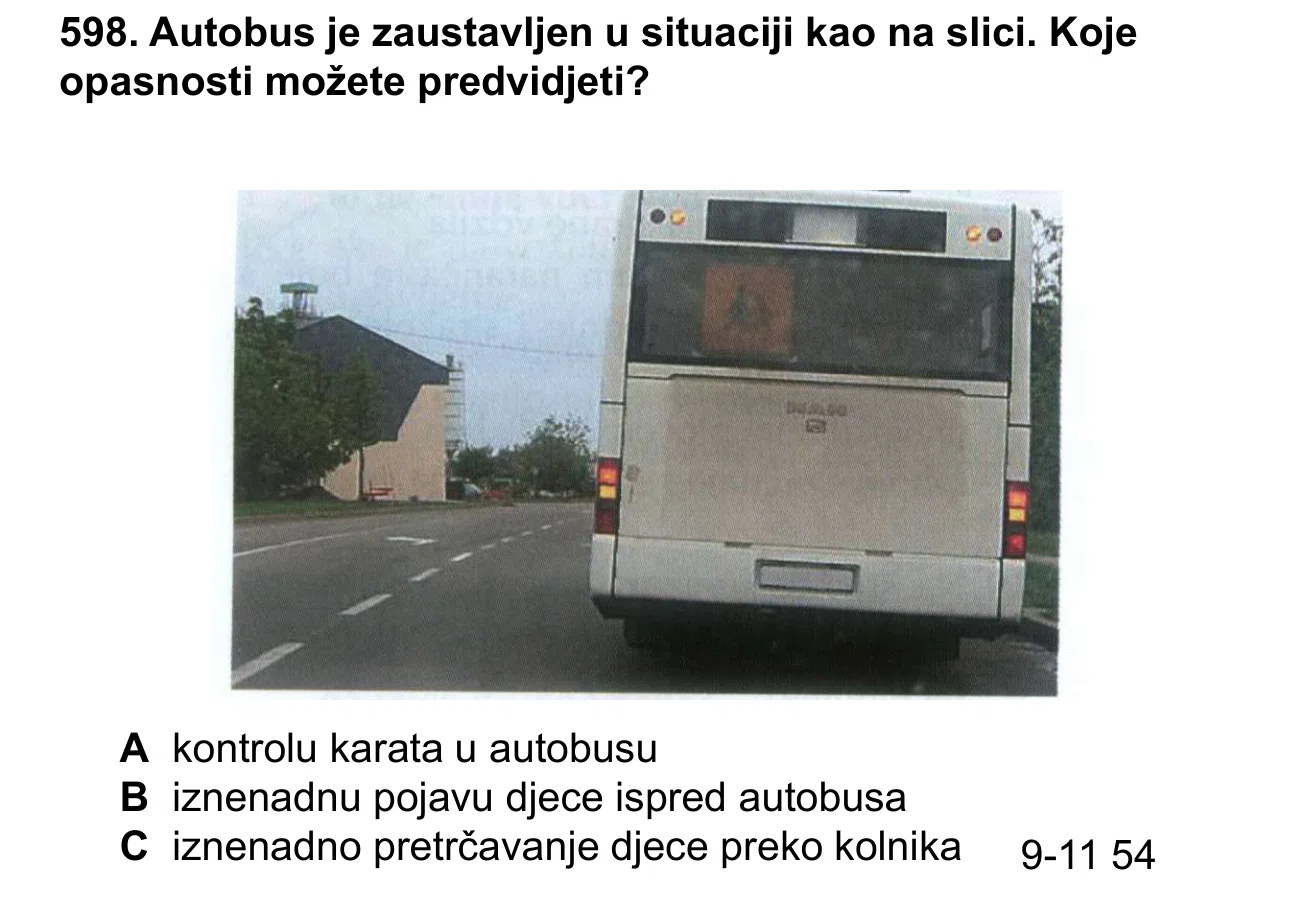 598. Autobus je zaustavljen u situaciji kao na slici. Koje
opasnosti možete predvidjeti?
A kontrolu karata u autobusu
B iznenadnu pojavu djece ispred autobusa
C iznenadno pretrčavanje djece preko kolnika
9-11 54